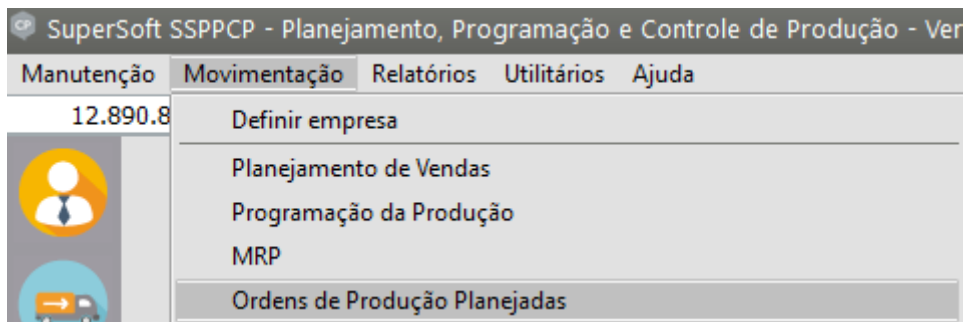 SuperSoft SSPPCP - Planejamento, Programação e Controle de Produção - Ver
Manutenção Movimentação Relatórios Utilitários Ajuda
12.890.8
Definir empresa
Planejamento de Vendas
Programação da Produção
MRP
Ordens de Produção Planejadas